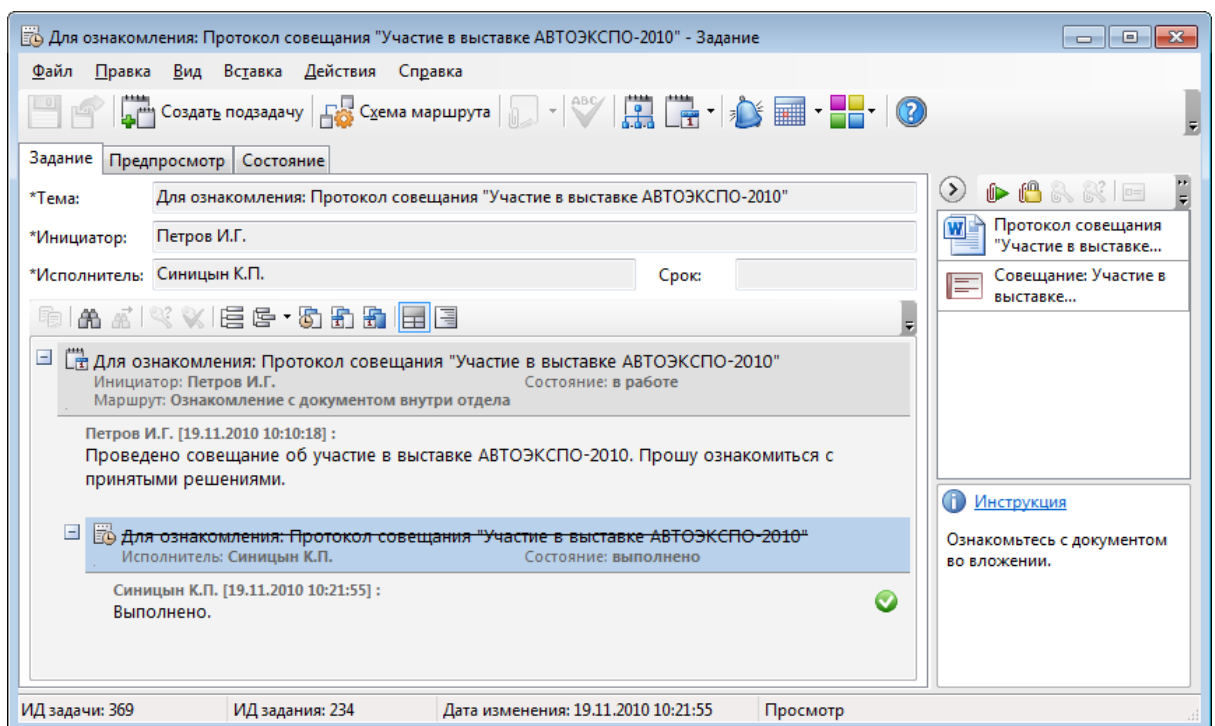 Для ознакомления: Протокол совещания "Участие в выставке АВТОЭКСПО-2010" - Задание
Файл Правка Вид Вставка Действия Справка
Создать подзадачу Схема маршрута ABC
Задание Предпросмотр Состояние
*Тема: Для ознакомления: Протокол совещания "Участие в выставке АВТОЭКСПО-2010"
*Инициатор: Петров И.Г.
*Исполнитель: Синицын К.П. Срок:
Для ознакомления: Протокол совещания "Участие в выставке АВТОЭКСПО-2010"
Инициатор: Петров И.Г. Состояние: в работе
Маршрут: Ознакомление с документом внутри отдела
Петров И.Г. [19.11.2010 10:10:18] :
Проведено совещание об участие в выставке АВТОЭКСПО-2010. Прошу ознакомиться с
принятыми решениями.
Для ознакомления: Протокол совещания "Участие в выставке АВТОЭКСПО-2010"
Исполнитель: Синицын К.П. Состояние: выполнено
Синицын К.П. [19.11.2010 10:21:55] :
Выполнено.
Протокол совещания
"Участие в выставке...
Совещание: Участие в
выставке...
Инструкция
Ознакомьтесь с документом
во вложении.
ИД задачи: 369 ИД задания: 234 Дата изменения: 19.11.2010 10:21:55 Просмотр